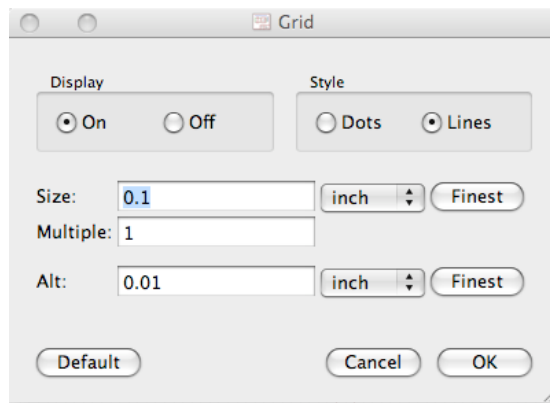 Grid
Display
Style
On Off
Dots Lines
Size: 0.1 inch Finest
Multiple: 1
Alt: 0.01 inch Finest
Default Cancel OK